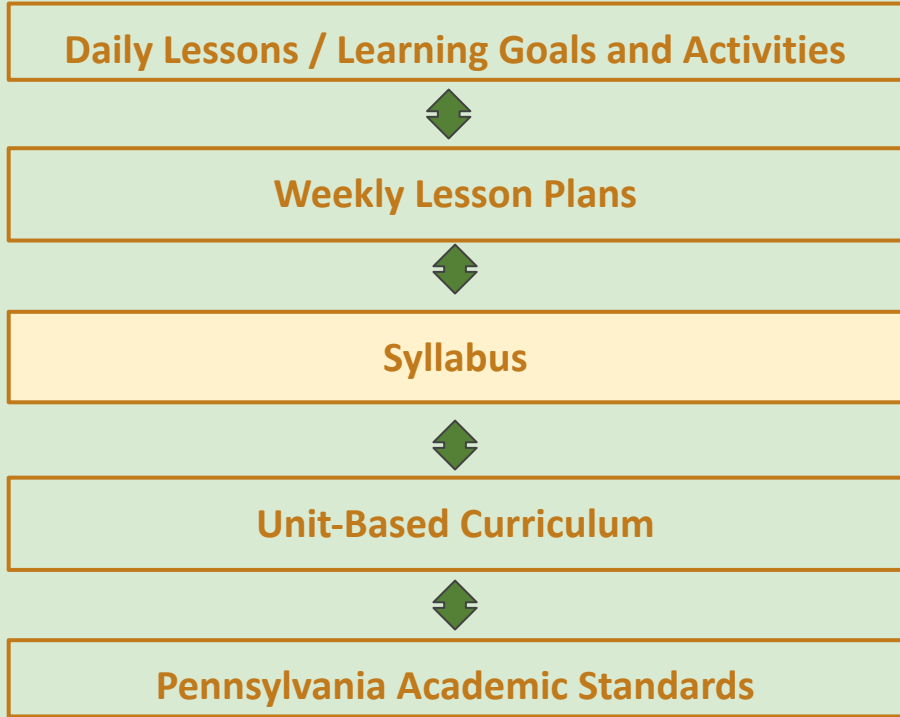 Daily Lessons / Learning Goals and Activities
Weekly Lesson Plans
Syllabus
Unit-Based Curriculum
Pennsylvania Academic Standards